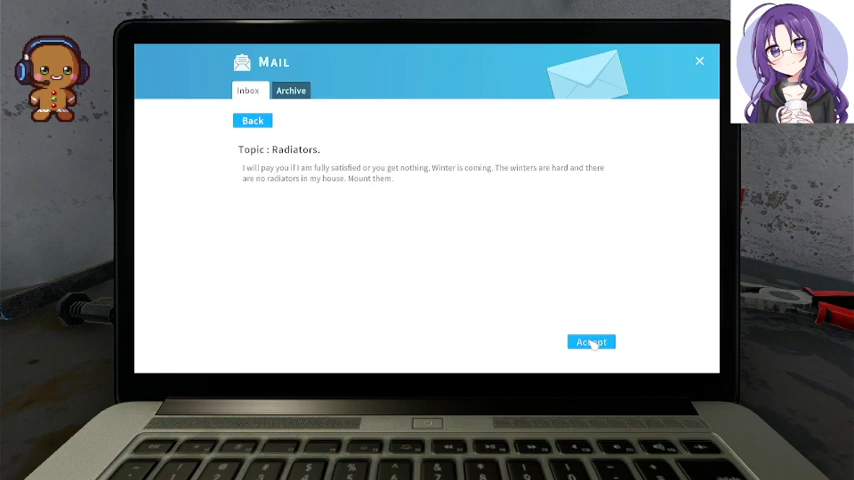 MAIL
Inbox
Archive
Back
Topic : Radiators.
I will pay you if I am fully satisfied or you get nothing. Winter is coming. The winters are hard and there
are no radiators in my house. Mount them.
Accept